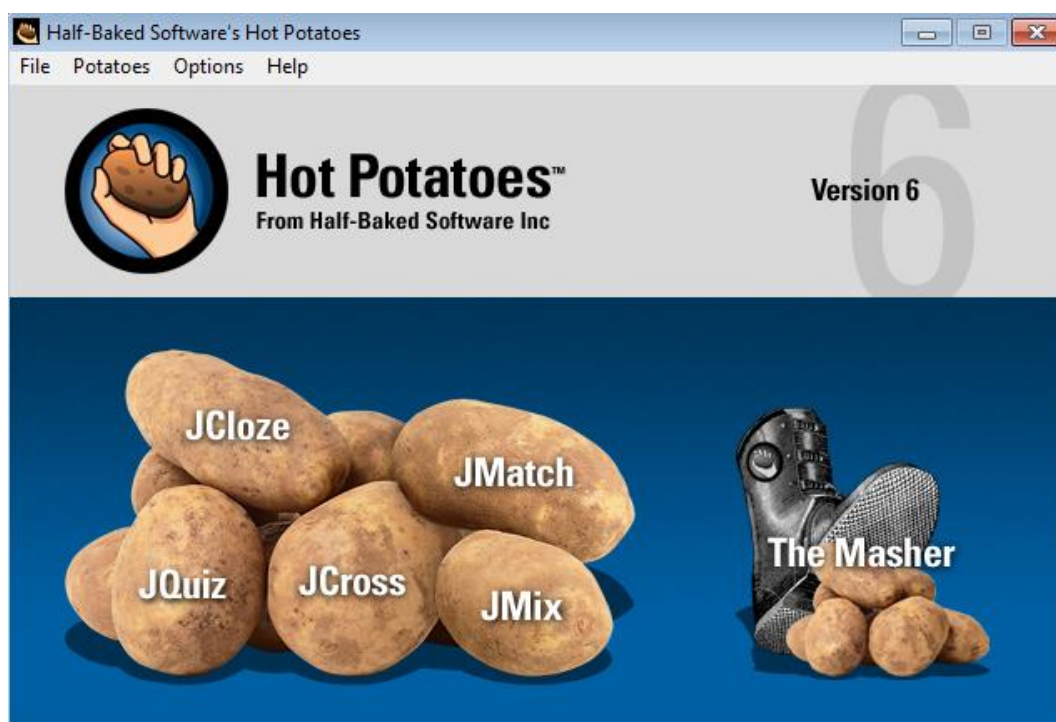 Half-Baked Software's Hot Potatoes
File Potatoes Options Help
Hot Potatoes™
From Half-Baked Software Inc
Version 6
6
JCloze
JMatch
The Masher
JQuiz
JCross
JMix